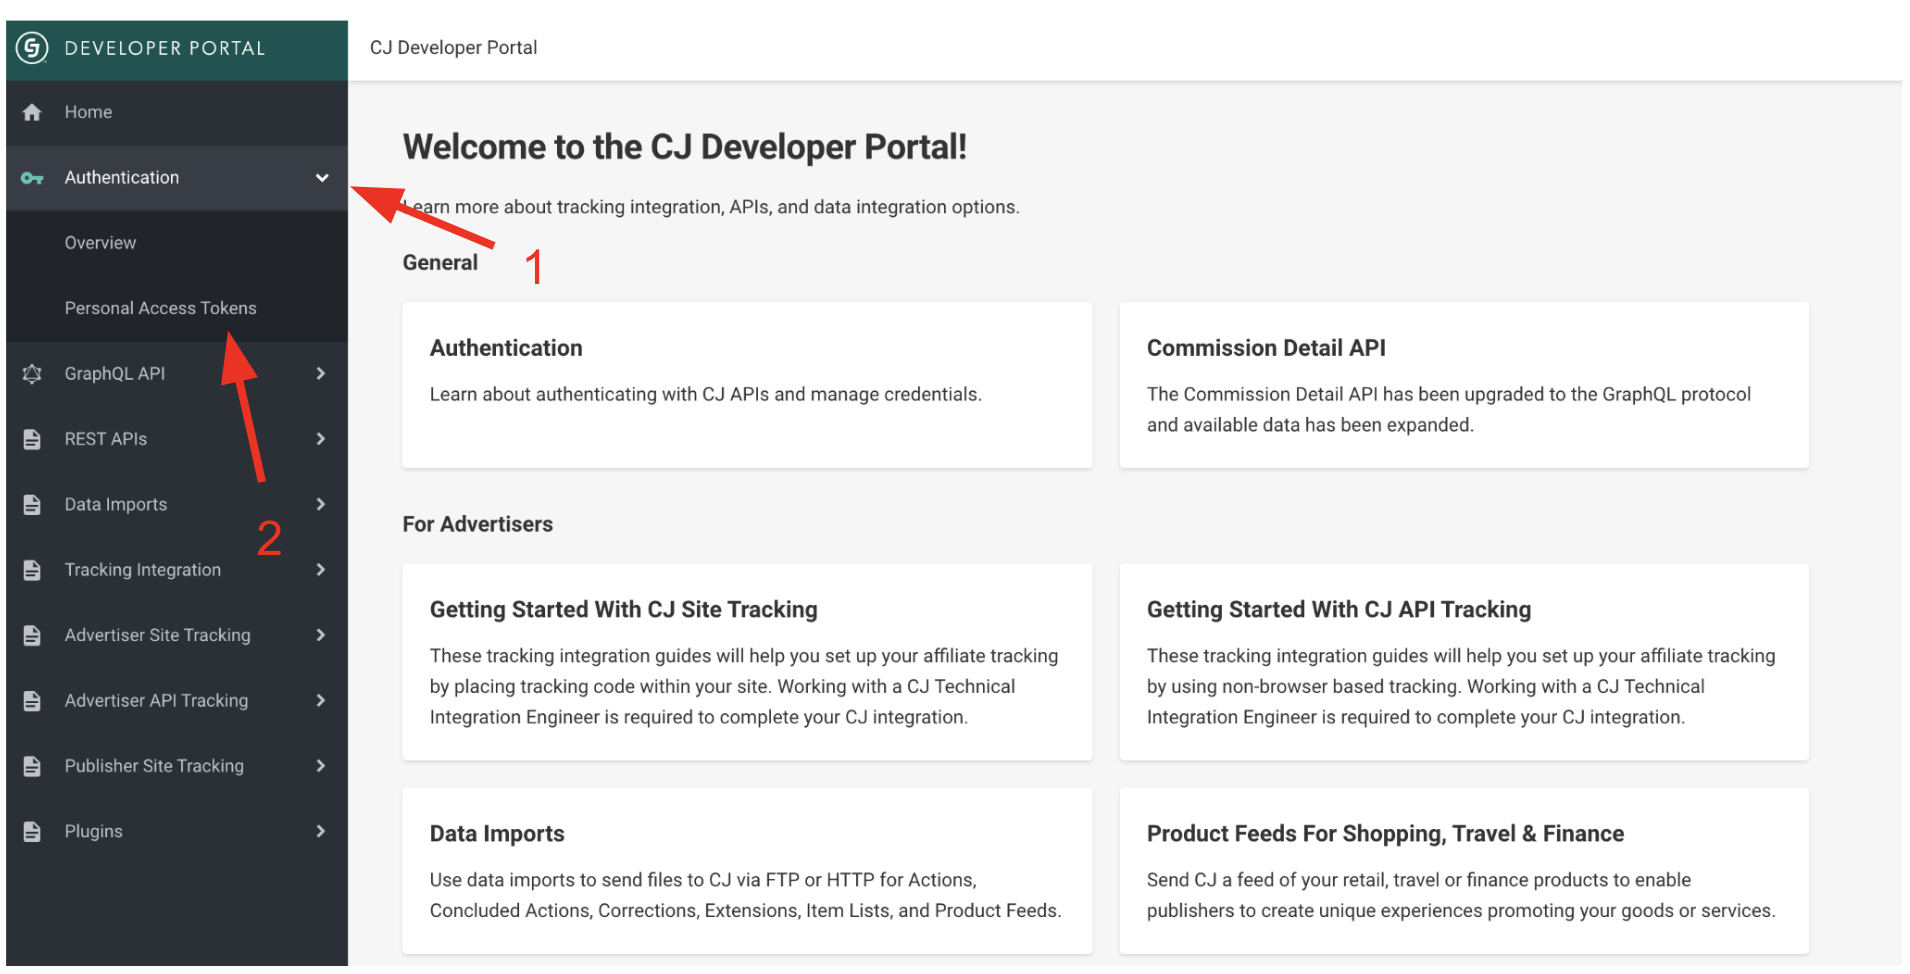 DEVELOPER PORTAL
CJ Developer Portal
Home
Authentication
Overview
Personal Access Tokens
GraphQL API
REST APIs
Data Imports
Tracking Integration
Advertiser Site Tracking
Advertiser API Tracking
Publisher Site Tracking
Plugins
1
2
Welcome to the CJ Developer Portal!
Learn more about tracking integration, APIs, and data integration options.
General
Authentication
Learn about authenticating with CJ APIs and manage credentials.
Commission Detail API
The Commission Detail API has been upgraded to the GraphQL protocol
and available data has been expanded.
For Advertisers
Getting Started With CJ Site Tracking
These tracking integration guides will help you set up your affiliate tracking
by placing tracking code within your site. Working with a CJ Technical
Integration Engineer is required to complete your CJ integration.
Getting Started With CJ API Tracking
These tracking integration guides will help you set up your affiliate tracking
by using non-browser based tracking. Working with a CJ Technical
Integration Engineer is required to complete your CJ integration.
Data Imports
Use data imports to send files to CJ via FTP or HTTP for Actions,
Concluded Actions, Corrections, Extensions, Item Lists, and Product Feeds.
Product Feeds For Shopping, Travel & Finance
Send CJ a feed of your retail, travel or finance products to enable
publishers to create unique experiences promoting your goods or services.